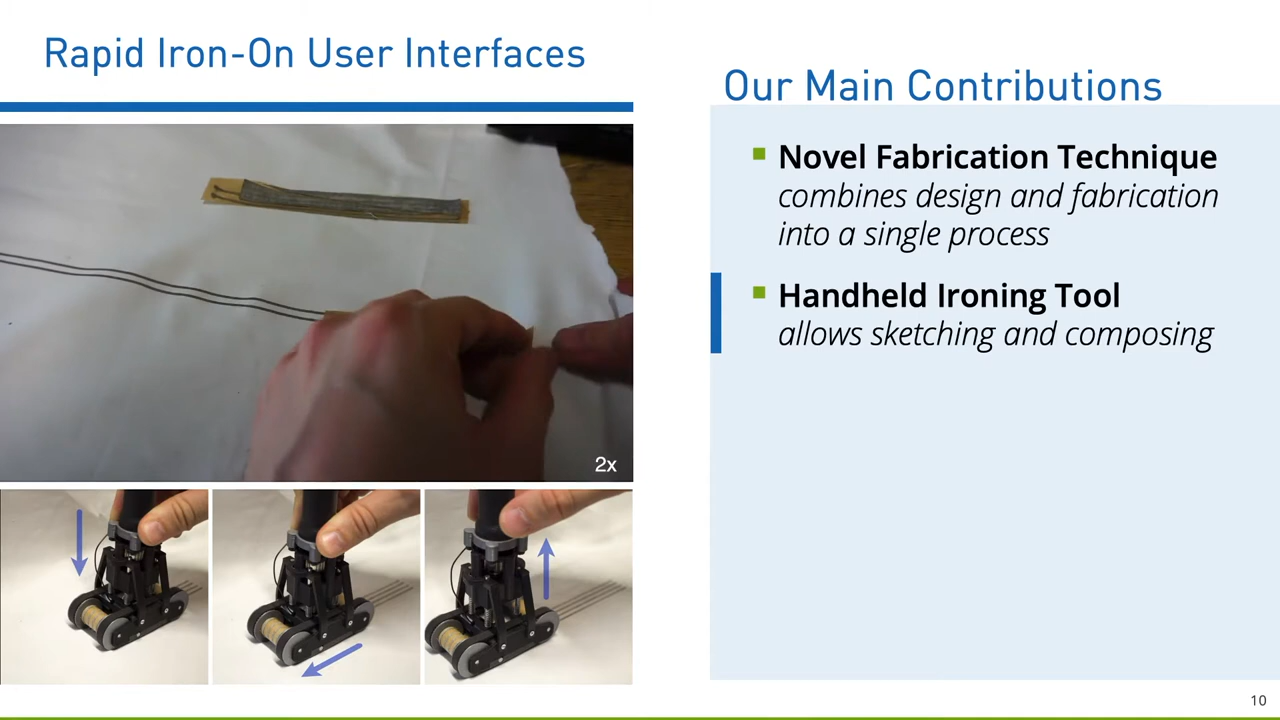 Rapid Iron-On User Interfaces
Our Main Contributions
Novel Fabrication Technique
combines design and fabrication
into a single process
Handheld Ironing Tool
allows sketching and composing
2x
10